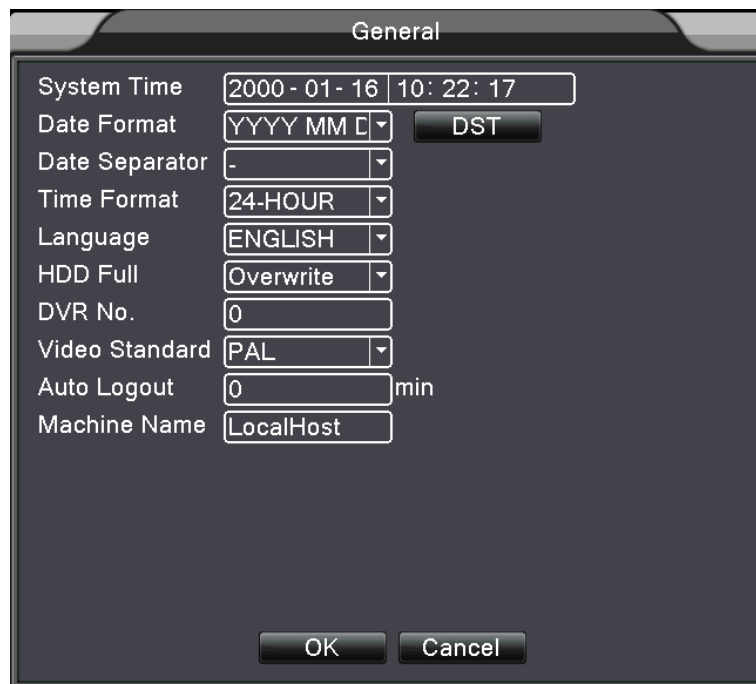 General
System Time 2000 - 01 - 16 10: 22: 17
Date Format YYYY MM D DST
Date Separator -
Time Format 24-HOUR
Language ENGLISH
HDD Full Overwrite
DVR No. 0
Video Standard PAL
Auto Logout 0 min
Machine Name LocalHost
OK Cancel